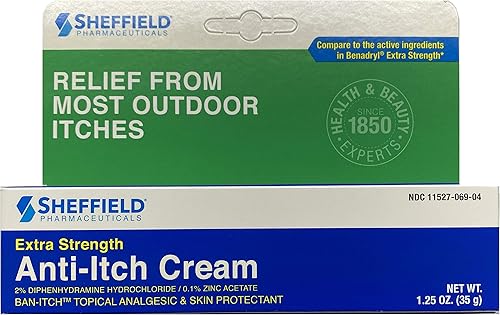 SHEFFIELD
PHARMACEUTICALS
Compare to the active ingredients
in Benadryl® Extra Strength*
RELIEF FROM
MOST OUTDOOR
ITCHES
HEALTH & BEAUTY
SINCE
1850
EXPERTS
SHEFFIELD
PHARMACEUTICALS
NDC 11527-069-04
Extra Strength
Anti-Itch Cream
2% DIPHENHYDRAMINE HYDROCHLORIDE / 0.1% ZINC ACETATE
BAN-ITCH™ TOPICAL ANALGESIC & SKIN PROTECTANT
NET WT.
1.25 OZ. (35 g)